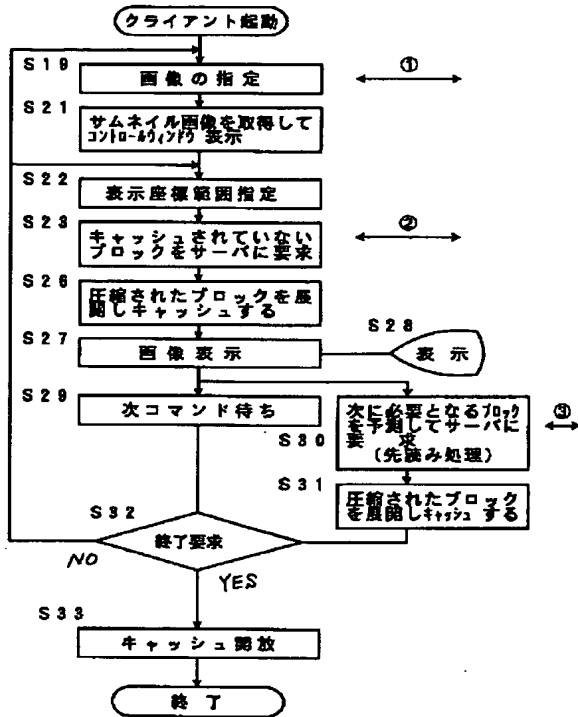 クライアント起動
S19
画像の指定
①
S21
サムネイル画像を取得して
コントロールウィンドウ 表示
S22
表示座標範囲指定
S23
キャッシュされていない
ブロックをサーバに要求
②
S26
圧縮されたブロックを展
開しキャッシュする
S27
画像表示
S28
表示
S29
次コマンド待ち
S30
次に必要となるブロック
を予測してサーバに
要求
(先読み処理)
③
S31
圧縮されたブロック
を展開しキャッシュする
S32
終了要求
NO
YES
S33
キャッシュ開放
終了